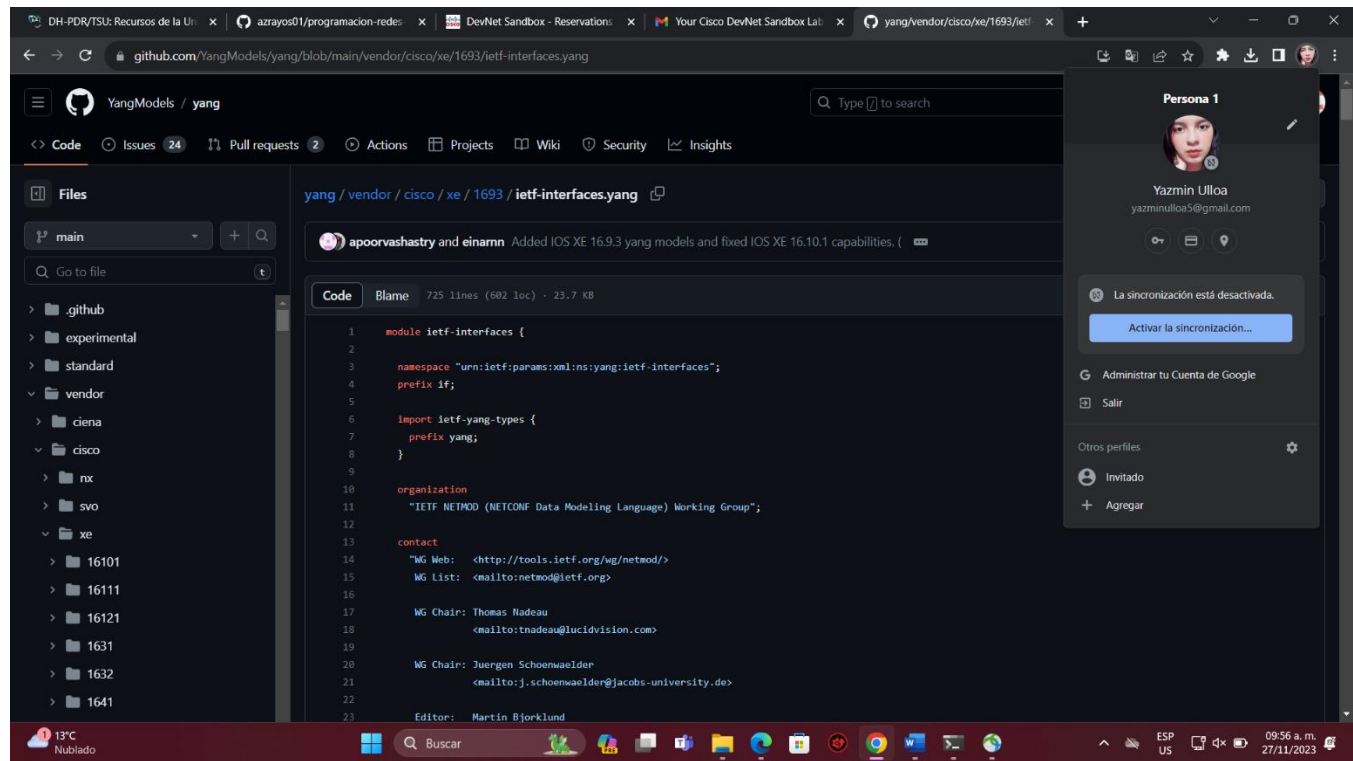 DH-PDR/TSU: Recursos de la Un
azrayos01/programacion-redes-
DevNet Sandbox - Reservations
Your Cisco DevNet Sandbox Lab
yang/vendor/cisco/xe/1693/ietf
github.com/YangModels/yang/blob/main/vendor/cisco/xe/1693/ietf-interfaces.yang
YangModels / yang
Type / to search
<> Code
Issues 24
Pull requests 2
Actions
Projects
Wiki
Security
Insights
Files
main
Go to file
t
.github
experimental
standard
vendor
ciena
cisco
nx
svo
xe
16101
16111
16121
1631
1632
1641
yang / vendor / cisco / xe / 1693 / ietf-interfaces.yang
apoorvashastry and einarnn Added IOS XE 16.9.3 yang models and fixed IOS XE 16.10.1 capabilities. (
Code Blame 725 lines (602 loc) · 23.7 KB
1 module ietf-interfaces {
2
3 namespace "urn:ietf:params:xml:ns:yang:ietf-interfaces";
4 prefix if;
5
6 import ietf-yang-types {
7 prefix yang;
8 }
9
10 organization
11 "IETF NETMOD (NETCONF Data Modeling Language) Working Group";
12
13 contact
14 "WG Web: <http://tools.ietf.org/wg/netmod/>
15 WG List: <mailto:netmod@ietf.org>
16
17 WG Chair: Thomas Nadeau
18 <mailto:tnadeau@lucidvision.com>
19
20 WG Chair: Juergen Schoenwaelder
21 <mailto:j.schoenwaelder@jacobs-university.de>
22
23 Editor: Martin Bjorklund
Persona 1
Yazmin Ulloa
yazminulloa5@gmail.com
La sincronización está desactivada.
Activar la sincronización...
Administrar tu Cuenta de Google
Salir
Otros perfiles
Invitado
Agregar
1
13°C
Nublado
Buscar
ESP
US
09:56 a. m.
27/11/2023